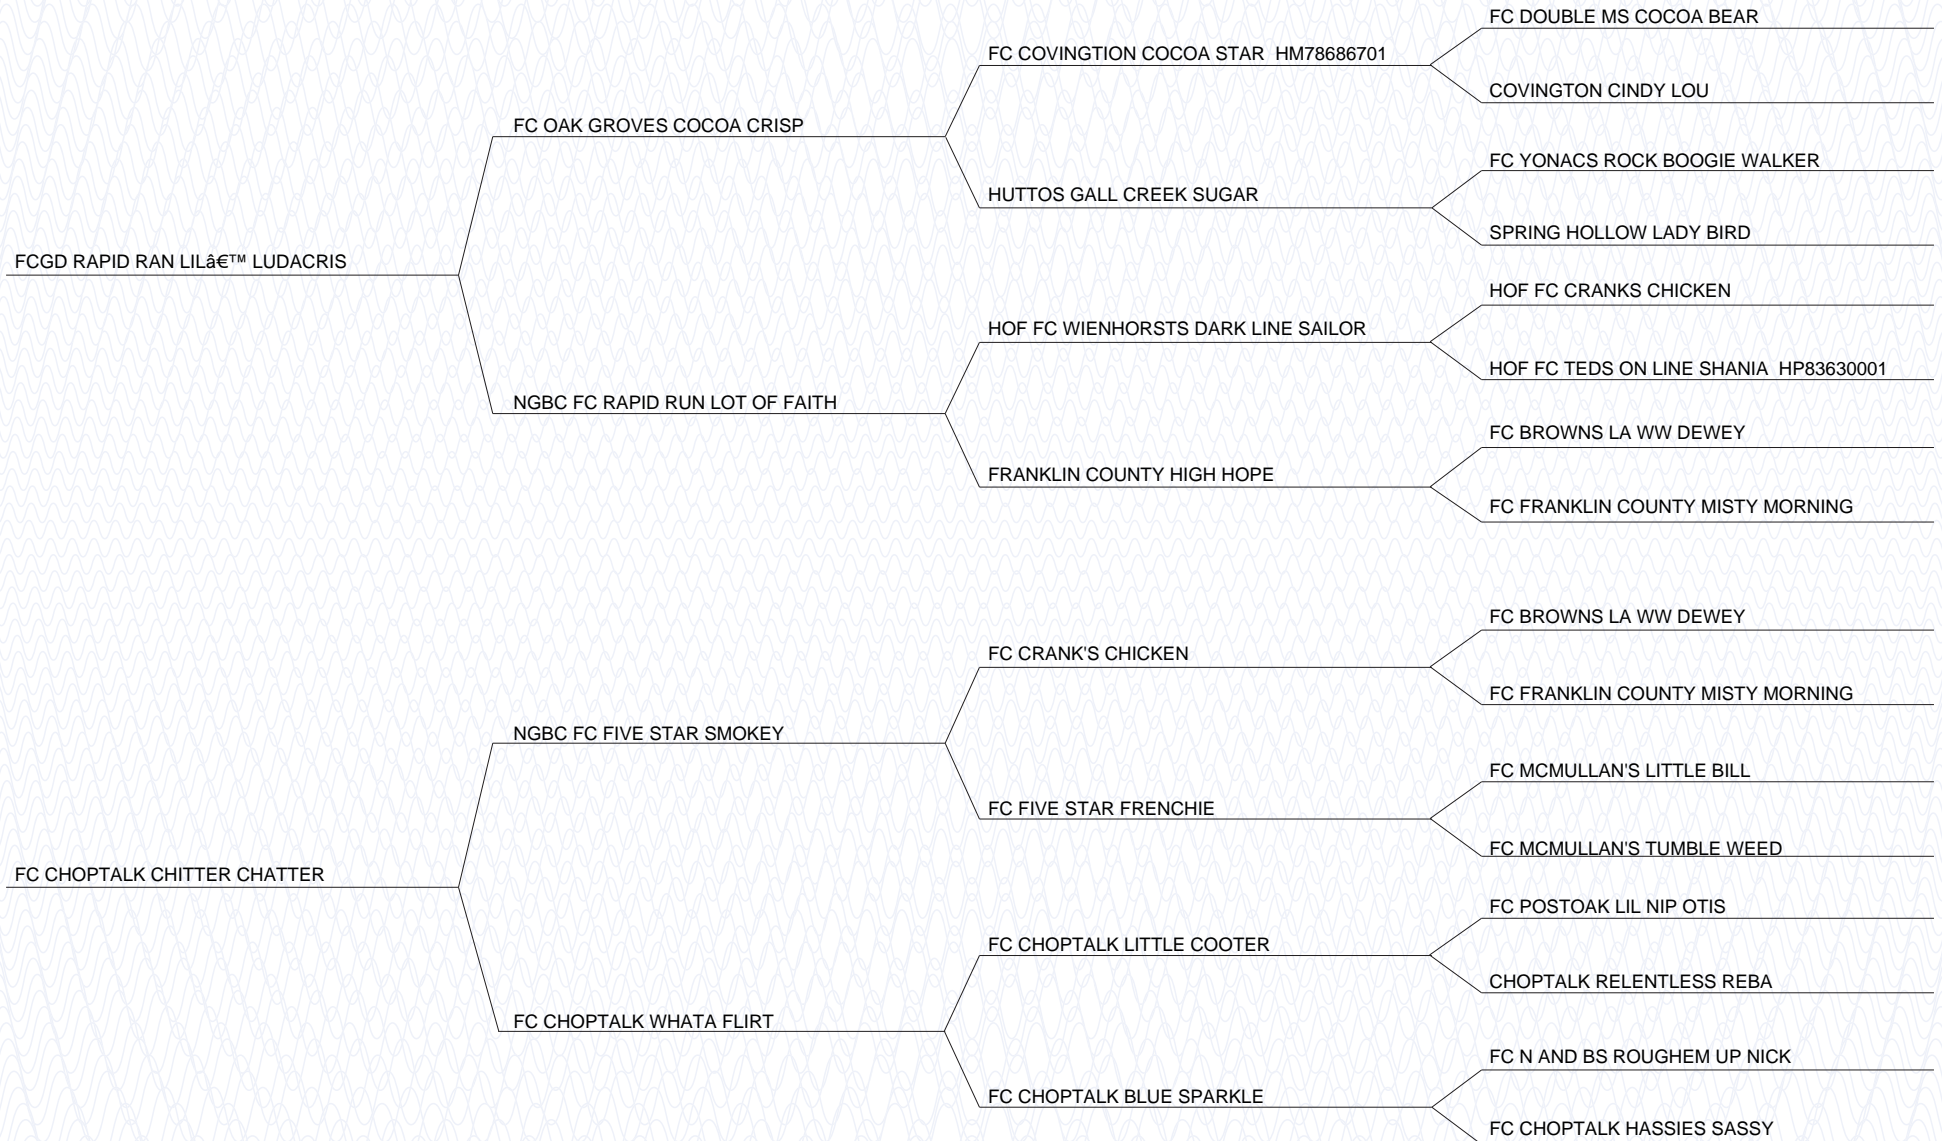 FC DOUBLE MS COCOA BEAR
FC COVINGTION COCOA STAR  HM78686701
COVINGTON CINDY LOU
FC OAK GROVES COCOA CRISP
FC YONACS ROCK BOOGIE WALKER
HUTTOS GALL CREEK SUGAR
SPRING HOLLOW LADY BIRD
FCGD RAPID RAN LILâ€™ LUDACRIS
HOF FC CRANKS CHICKEN
HOF FC WIENHORSTS DARK LINE SAILOR
HOF FC TEDS ON LINE SHANIA  HP83630001
NGBC FC RAPID RUN LOT OF FAITH
FC BROWNS LA WW DEWEY
FRANKLIN COUNTY HIGH HOPE
FC FRANKLIN COUNTY MISTY MORNING
FC BROWNS LA WW DEWEY
FC CRANK'S CHICKEN
FC FRANKLIN COUNTY MISTY MORNING
NGBC FC FIVE STAR SMOKEY
FC MCMULLAN'S LITTLE BILL
FC FIVE STAR FRENCHIE
FC MCMULLAN'S TUMBLE WEED
FC CHOPTALK CHITTER CHATTER
FC POSTOAK LIL NIP OTIS
FC CHOPTALK LITTLE COOTER
CHOPTALK RELENTLESS REBA
FC CHOPTALK WHATA FLIRT
FC N AND BS ROUGHEM UP NICK
FC CHOPTALK BLUE SPARKLE
FC CHOPTALK HASSIES SASSY